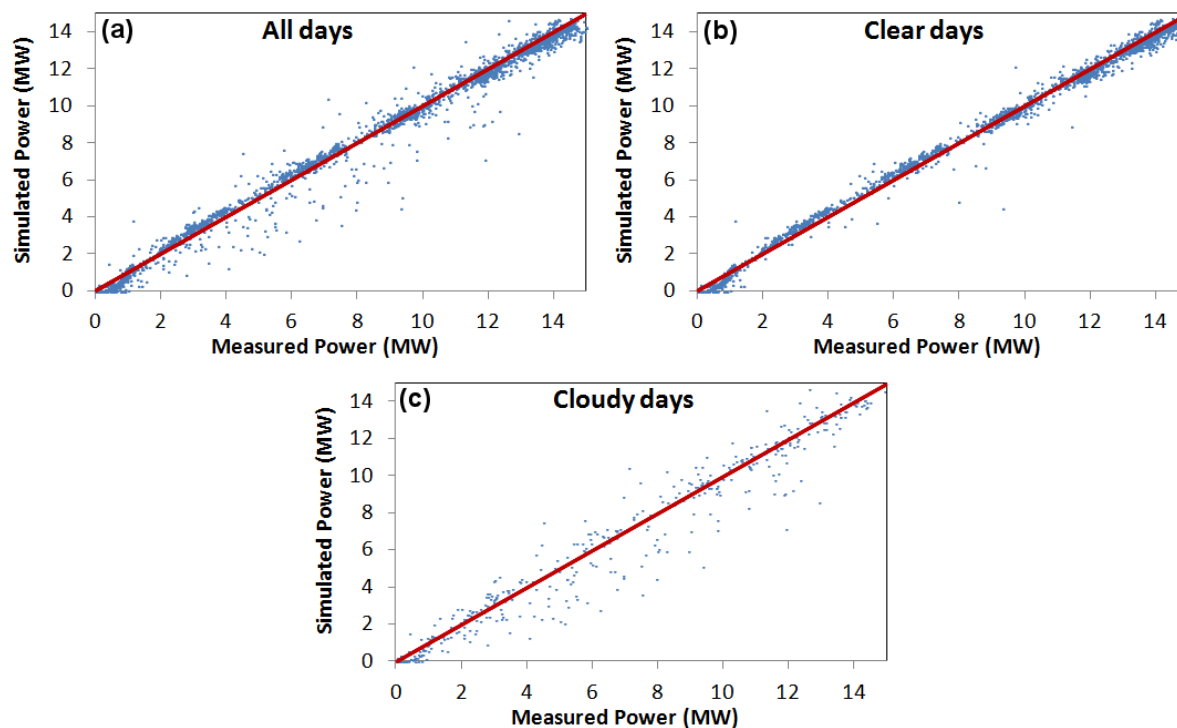 (a)
All days
Simulated Power (MW)
14
12
10
8
6
4
2
0
0 2 4 6 8 10 12 14
Measured Power (MW)
(b)
Clear days
Simulated Power (MW)
14
12
10
8
6
4
2
0
0 2 4 6 8 10 12 14
Measured Power (MW)
(c)
Cloudy days
Simulated Power (MW)
14
12
10
8
6
4
2
0
0 2 4 6 8 10 12 14
Measured Power (MW)